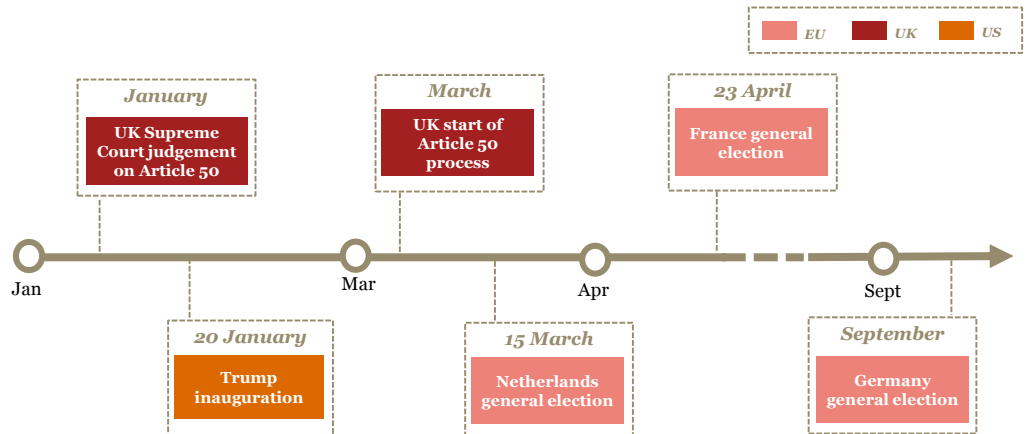 EU UK US
January
UK Supreme
Court judgement
on Article 50
March
UK start of
Article 50
process
23 April
France general
election
Jan
Mar
Apr
Sept
20 January
Trump
inauguration
15 March
Netherlands
general election
September
Germany
general election